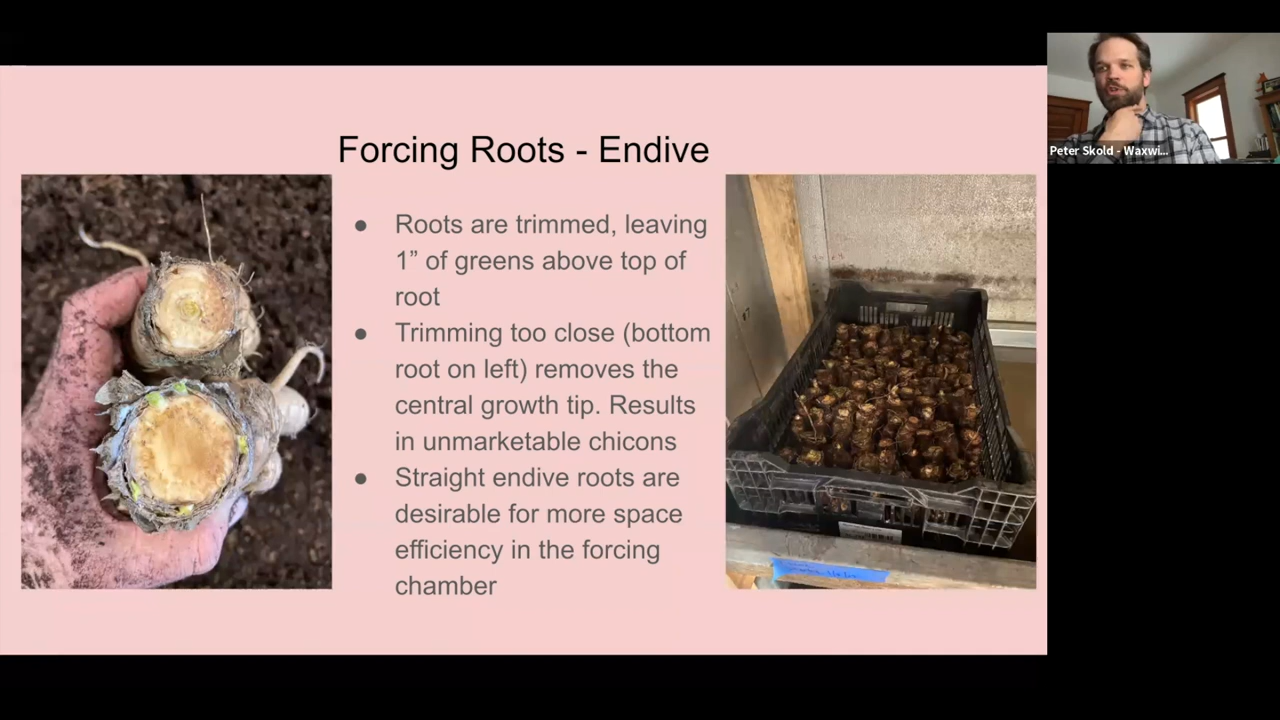 Forcing Roots - Endive
● Roots are trimmed, leaving
1” of greens above top of
root
● Trimming too close (bottom
root on left) removes the
central growth tip. Results
in unmarketable chicons
● Straight endive roots are
desirable for more space
efficiency in the forcing
chamber
Peter Skold - Waxwi...